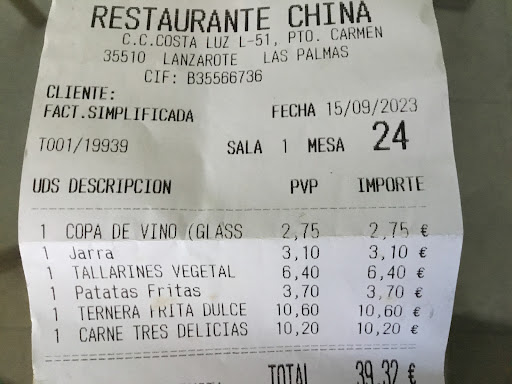 RESTAURANTE CHINA
C.C.COSTA LUZ L-51, PTO. CARMEN
35510 LANZAROTE LAS PALMAS
CIF: B35566736
CLIENTE:
FACT.SIMPLIFICADA FECHA 15/09/2023
T001/19939 SALA 1 MESA 24
UDS DESCRIPCION PVP IMPORTE
1 COPA DE VINO (GLASS 2,75 2,75 €
1 Jarra 3,10 3,10 €
1 TALLARINES VEGETAL 6,40 6,40 €
1 Patatas Fritas 3,70 3,70 €
1 TERNERA FRITA DULCE 10,60 10,60 €
1 CARNE TRES DELICIAS 10,20 10,20 €
TOTAL 39,32 €